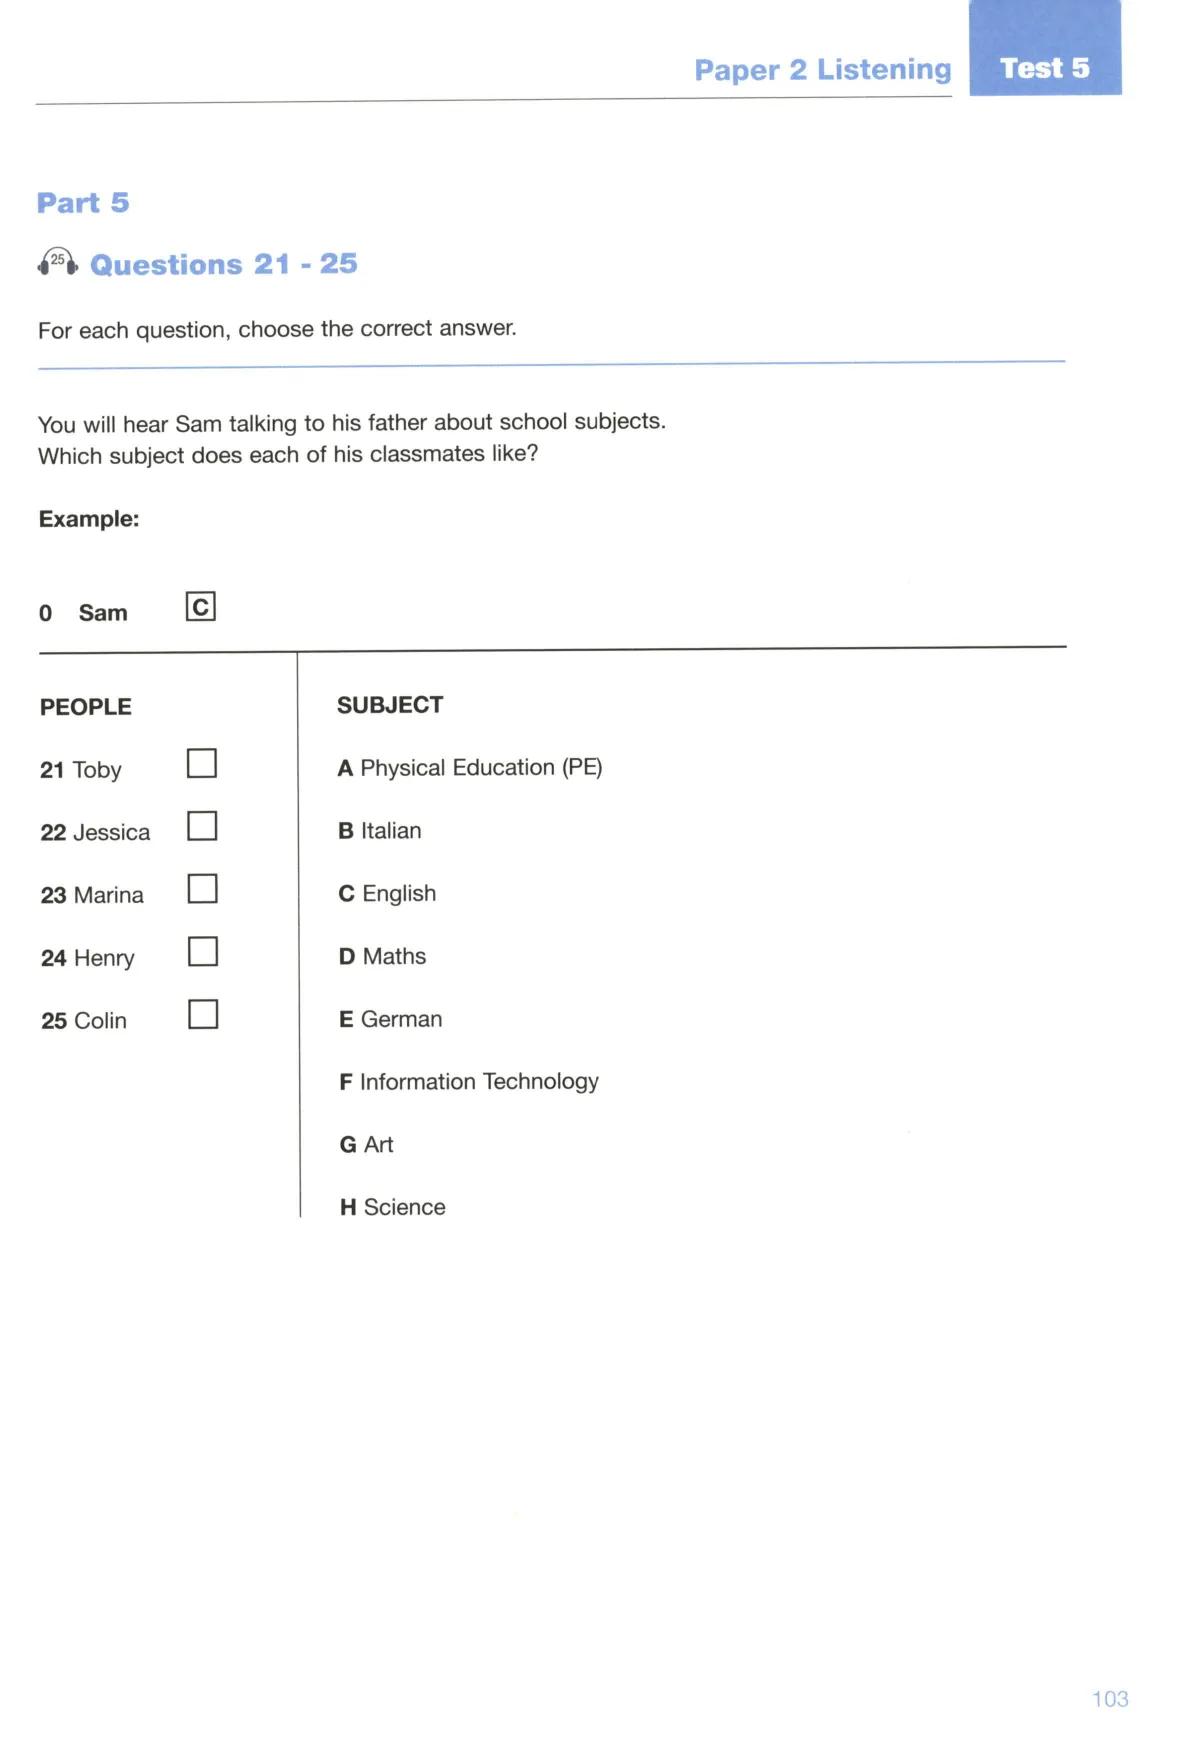 Paper 2 Listening
Test 5
Part 5
25 Questions 21 - 25
For each question, choose the correct answer.
You will hear Sam talking to his father about school subjects.
Which subject does each of his classmates like?
Example:
0 Sam C
PEOPLE
21 Toby
22 Jessica
23 Marina
24 Henry
25 Colin
SUBJECT
A Physical Education (PE)
B Italian
C English
D Maths
E German
F Information Technology
G Art
H Science
103